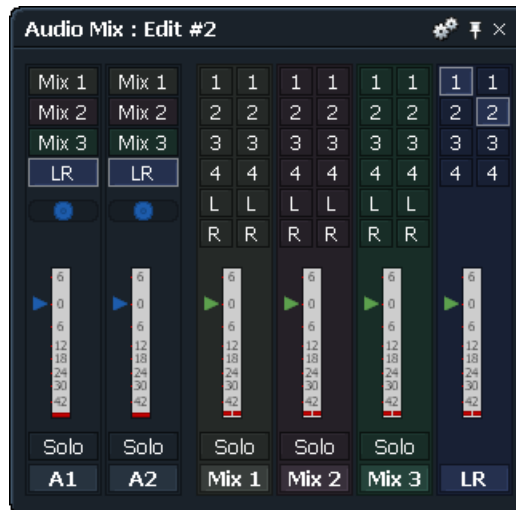 Audio Mix : Edit #2
Mix 1 Mix 1 1 1 1 1 1 1 1 1
Mix 2 Mix 2 2 2 2 2 2 2 2 2
Mix 3 Mix 3 3 3 3 3 3 3 3 3
LR LR 4 4 4 4 4 4 4 4
L L L L L L
R R R R R R
6 6 6 6 6 6
0 0 0 0 0 0
6 6 6 6 6 6
12 12 12 12 12 12
18 18 18 18 18 18
24 24 24 24 24 24
30 30 30 30 30 30
42 42 42 42 42 42
Solo Solo Solo Solo Solo
A1 A2 Mix 1 Mix 2 Mix 3 LR